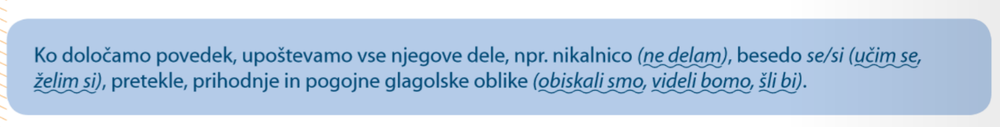 Ko določamo povedek, upoštevamo vse njegove dele, npr. nikalnico (ne delam), besedo se/si (učim se,
želim si), pretekle, prihodnje in pogojne glagolske oblike (obiskali smo, videli bomo, šli bi).